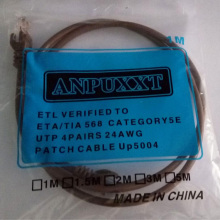 ANPUXXT
ETL VERIFIED TO
ETA/TIA 568 CATEGORY5E
UTP 4PAIRS 24AWG
PATCH CABLE Up5004
□1M □1.5M □2M □3M □5M
MADE IN CHINA